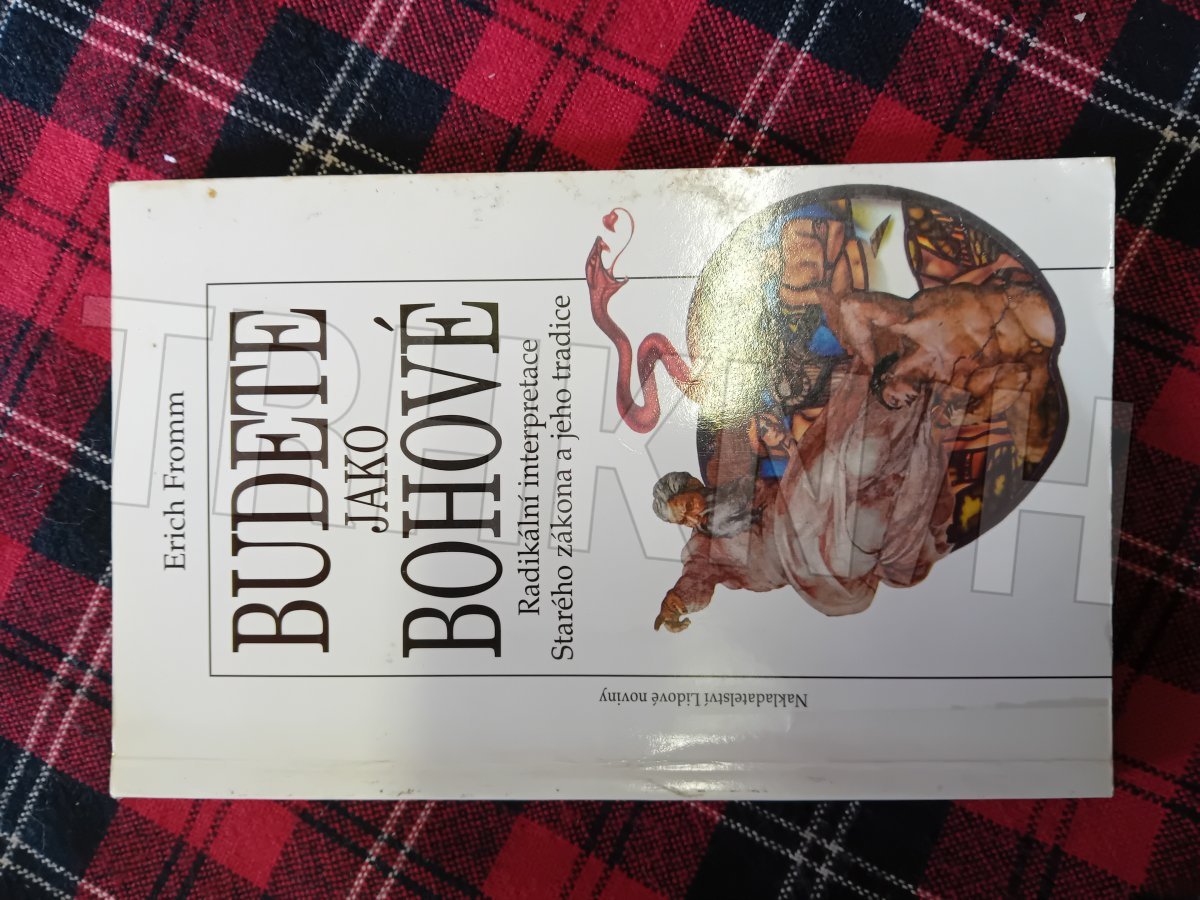 Erich Fromm
BUDETE
JAKO
BOHOVÉ
Radikální interpretace
Starého zákona a jeho tradice
Nakladatelství Lidové noviny